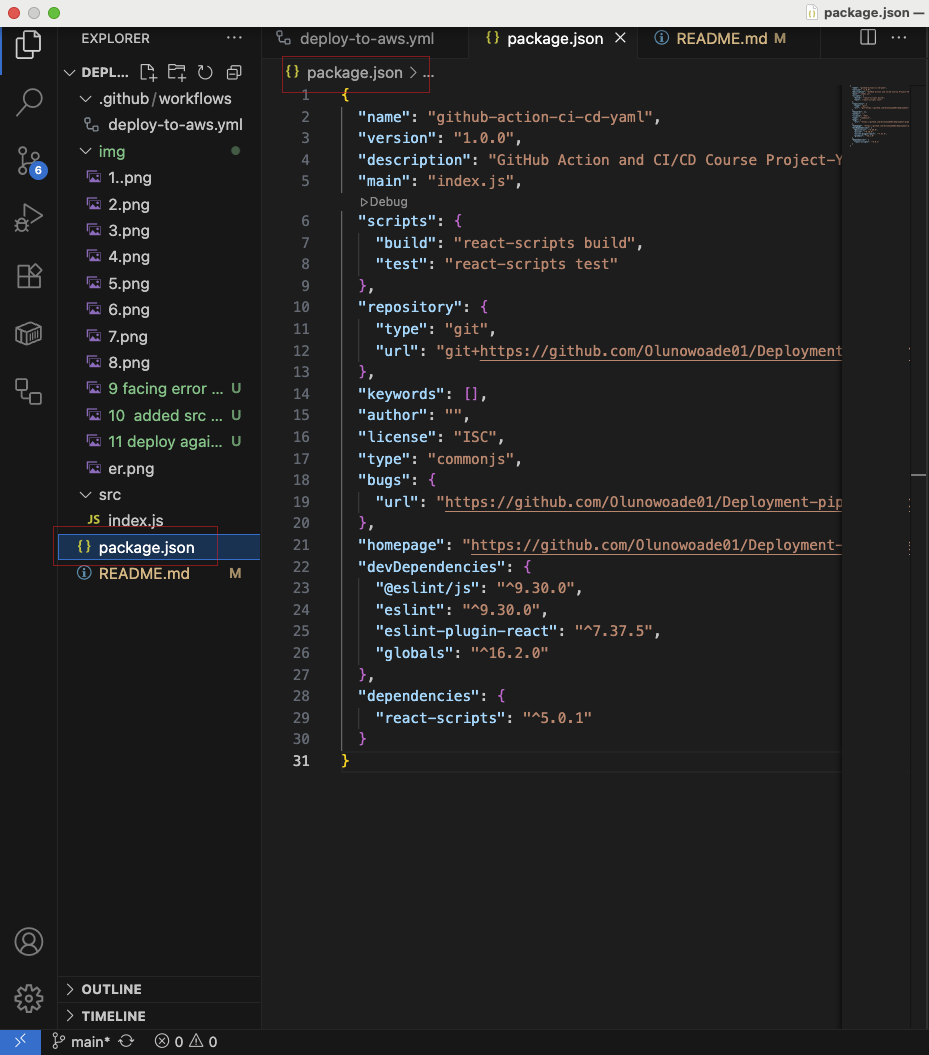 package.json —
EXPLORER
deploy-to-aws.yml
package.json
README.md M
DEPL...
package.json > ...
.github/workflows
deploy-to-aws.yml
img
1..png
2.png
3.png
4.png
5.png
6.png
7.png
8.png
9 facing error ... U
10 added src ... U
11 deploy agai... U
er.png
src
JS index.js
package.json
README.md M
6
1 {
2 "name": "github-action-ci-cd-yaml",
3 "version": "1.0.0",
4 "description": "GitHub Action and CI/CD Course Project-Y
5 "main": "index.js",
Debug
6 "scripts": {
7 "build": "react-scripts build",
8 "test": "react-scripts test"
9 },
10 "repository": {
11 "type": "git",
12 "url": "git+https://github.com/Olunowoade01/Deployment
13 },
14 "keywords": [],
15 "author": "",
16 "license": "ISC",
17 "type": "commonjs",
18 "bugs": {
19 "url": "https://github.com/Olunowoade01/Deployment-pip
20 },
21 "homepage": "https://github.com/Olunowoade01/Deployment-
22 "devDependencies": {
23 "@eslint/js": "^9.30.0",
24 "eslint": "^9.30.0",
25 "eslint-plugin-react": "^7.37.5",
26 "globals": "^16.2.0"
27 },
28 "dependencies": {
29 "react-scripts": "^5.0.1"
30 }
31 }
OUTLINE
TIMELINE
main* 0 0